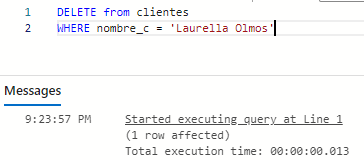 1 DELETE from clientes
2 WHERE nombre_c = 'Laurella Olmos'
Messages
9:23:57 PM Started executing query at Line 1
(1 row affected)
Total execution time: 00:00:00.013